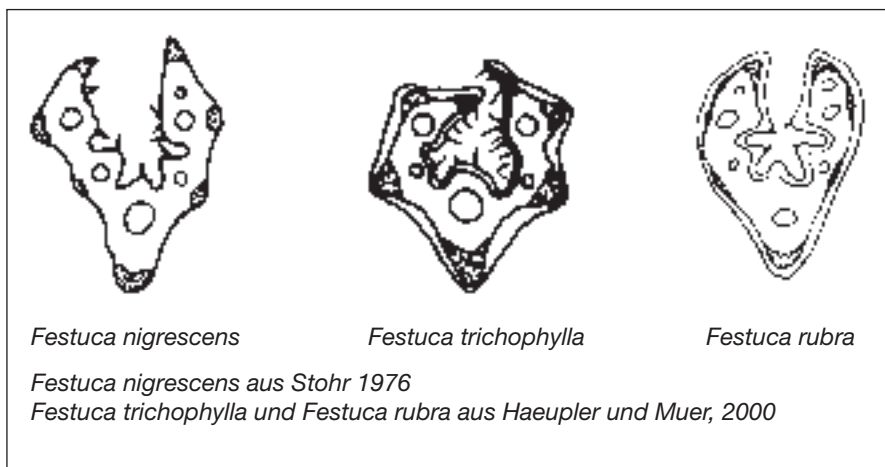 Festuca nigrescens Festuca trichophylla Festuca rubra
Festuca nigrescens aus Stohr 1976
Festuca trichophylla und Festuca rubra aus Haeupler und Muer, 2000